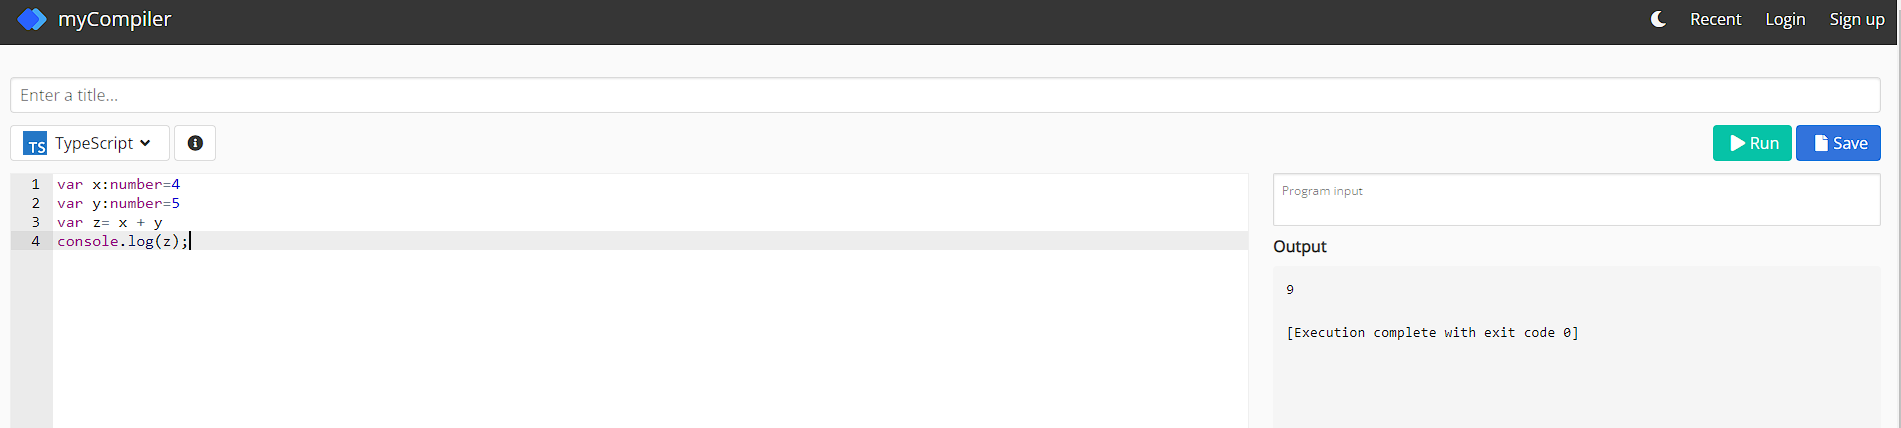 myCompiler
Recent Login Sign up
Enter a title...
TS TypeScript
Run Save
1 var x:number=4
2 var y:number=5
3 var z= x + y
4 console.log(z);
Program input
Output
9
[Execution complete with exit code 0]